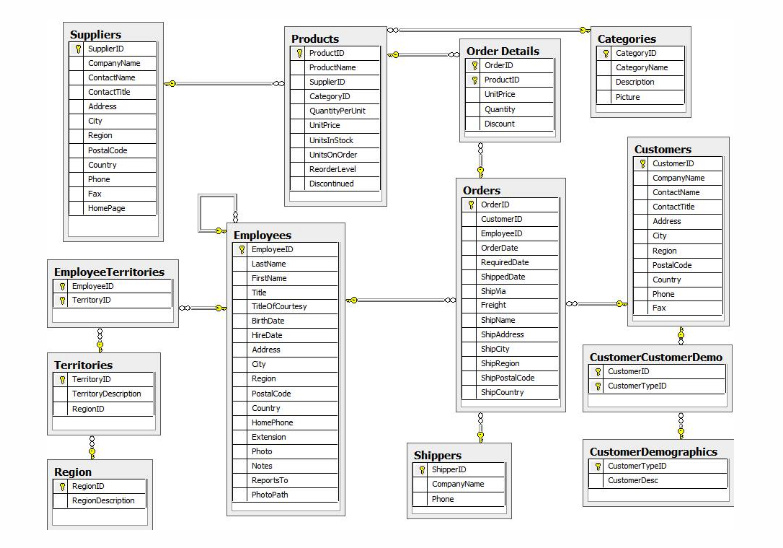 Suppliers
SupplierID
CompanyName
ContactName
ContactTitle
Address
City
Region
PostalCode
Country
Phone
Fax
HomePage
Products
ProductID
ProductName
SupplierID
CategoryID
QuantityPerUnit
UnitPrice
UnitsInStock
UnitsOnOrder
ReorderLevel
Discontinued
Order Details
OrderID
ProductID
UnitPrice
Quantity
Discount
Categories
CategoryID
CategoryName
Description
Picture
Customers
CustomerID
CompanyName
ContactName
ContactTitle
Address
City
Region
PostalCode
Country
Phone
Fax
Orders
OrderID
CustomerID
EmployeeID
OrderDate
RequiredDate
ShippedDate
ShipVia
Freight
ShipName
ShipAddress
ShipCity
ShipRegion
ShipPostalCode
ShipCountry
Employees
EmployeeID
LastName
FirstName
Title
TitleOfCourtesy
BirthDate
HireDate
Address
City
Region
PostalCode
Country
HomePhone
Extension
Photo
Notes
ReportsTo
PhotoPath
EmployeeTerritories
EmployeeID
TerritoryID
Territories
TerritoryID
TerritoryDescription
RegionID
Region
RegionID
RegionDescription
Shippers
ShipperID
CompanyName
Phone
CustomerCustomerDemo
CustomerID
CustomerTypeID
CustomerDemographics
CustomerTypeID
CustomerDesc